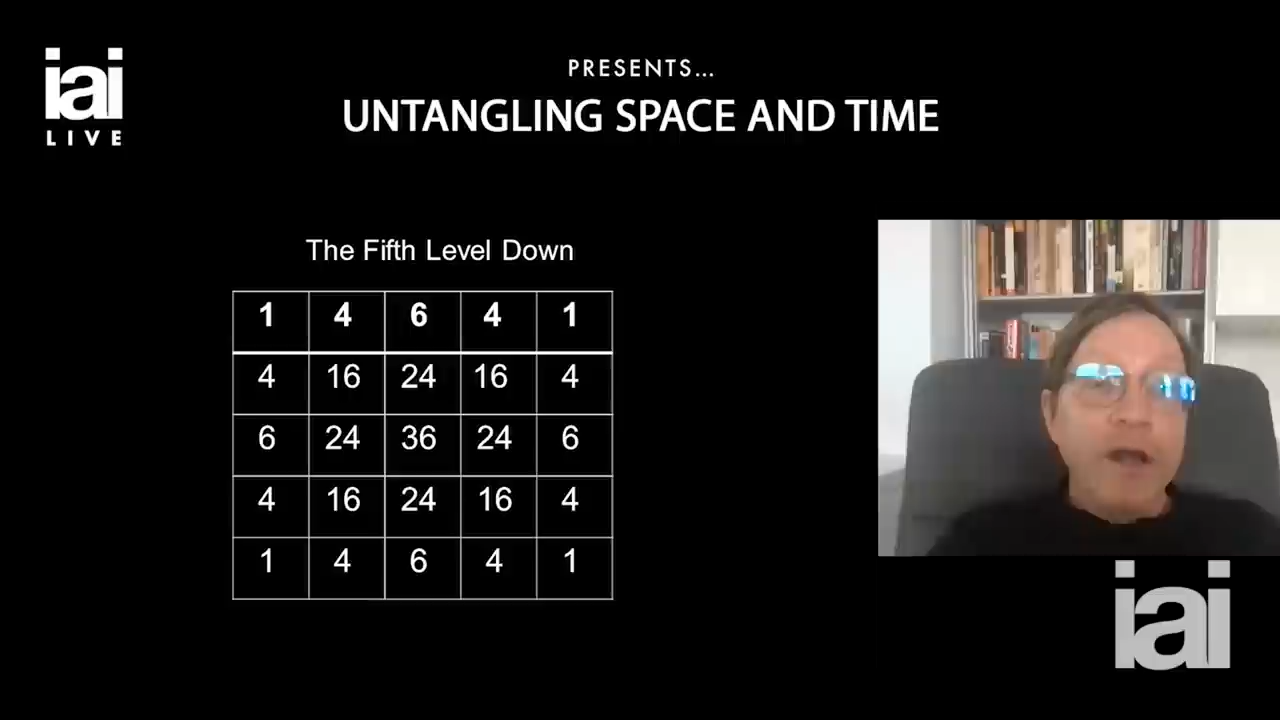 iai
LIVE
PRESENTS...
UNTANGLING SPACE AND TIME
The Fifth Level Down
1 4 6 4 1
4 16 24 16 4
6 24 36 24 6
4 16 24 16 4
1 4 6 4 1
iai